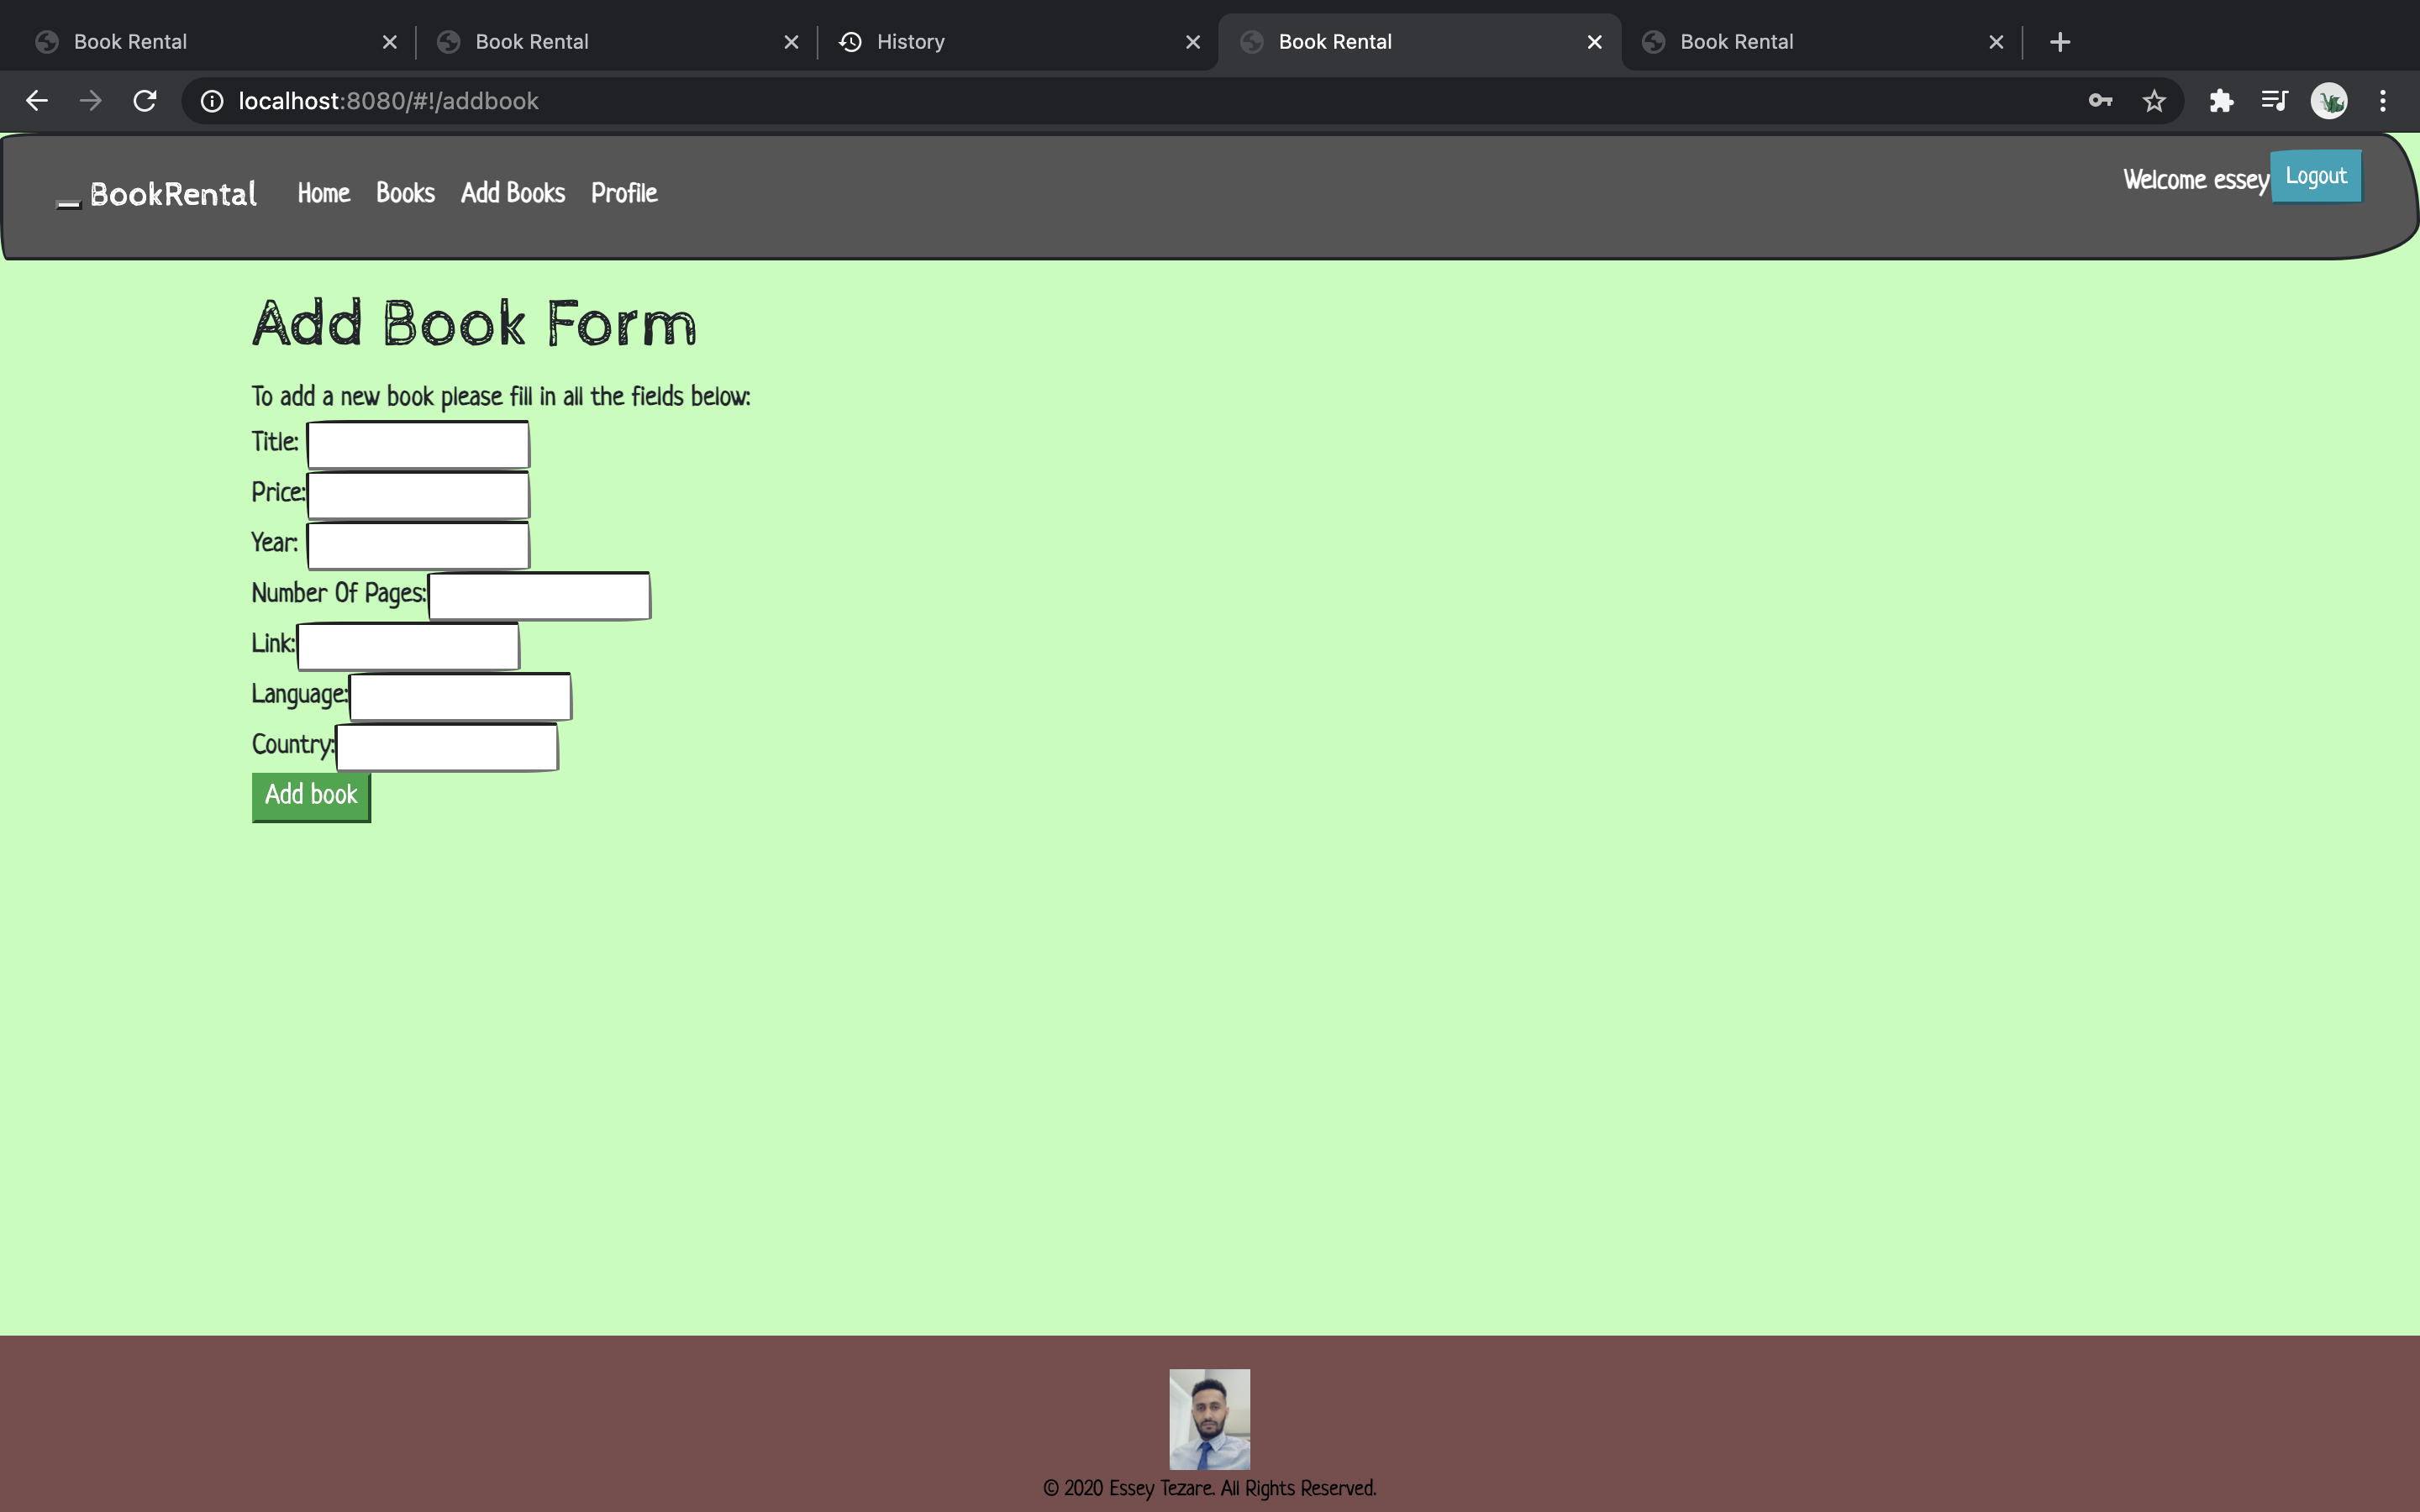 Book Rental
Book Rental
History
Book Rental
Book Rental
localhost:8080/#!/addbook
BookRental Home Books Add Books Profile
Welcome essey Logout
Add Book Form
To add a new book please fill in all the fields below:
Title:
Price:
Year:
Number Of Pages:
Link:
Language:
Country:
Add book
© 2020 Essey Tezare. All Rights Reserved.